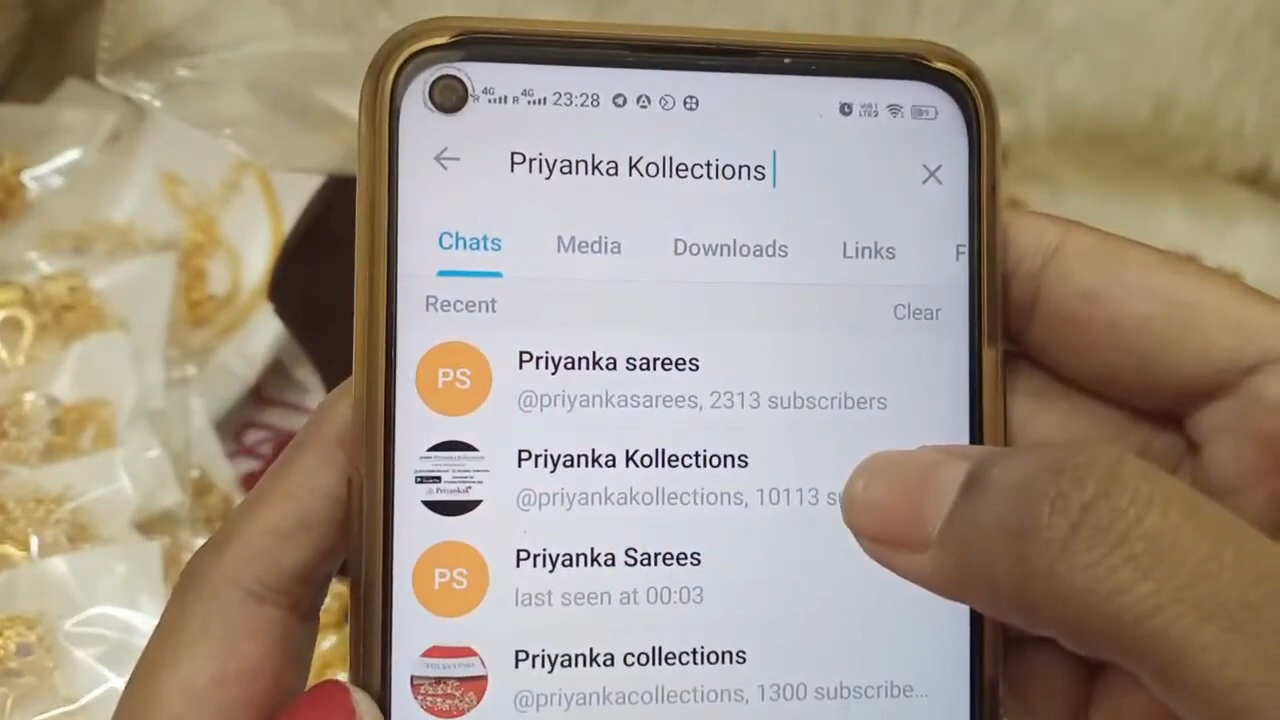 4G R 4G 23:28
Priyanka Kollections
Chats Media Downloads Links F
Recent Clear
PS Priyanka sarees
@priyankasarees, 2313 subscribers
Priyanka Kollections
@priyankakollections, 10113 su
PS Priyanka Sarees
last seen at 00:03
Priyanka collections
@priyankacollections, 1300 subscribe...